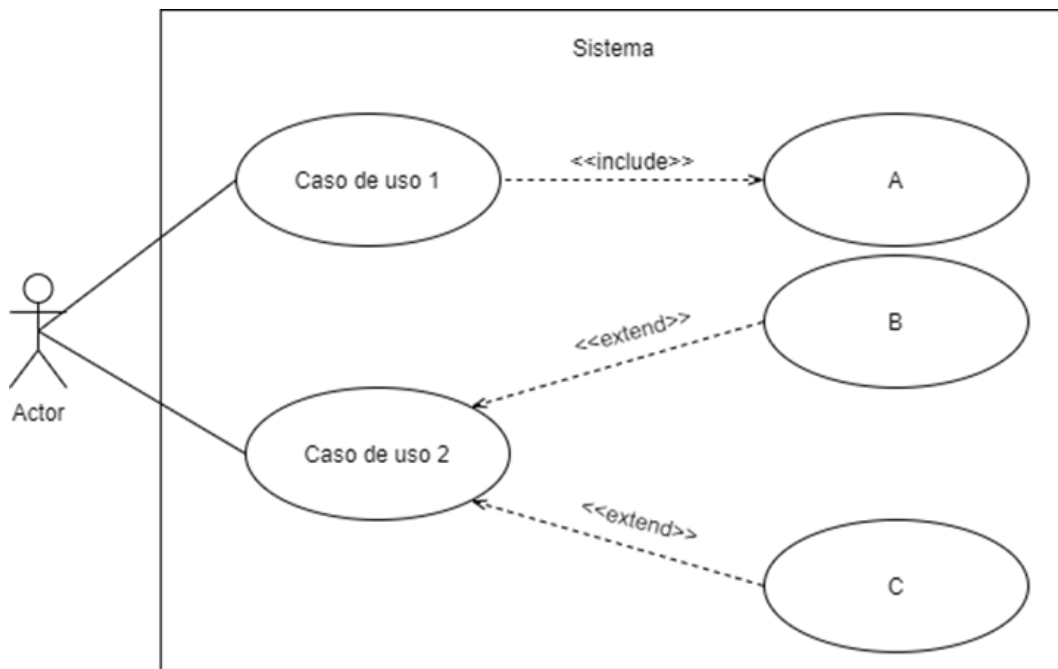 Sistema
Caso de uso 1
<<include>>
A
<<extend>>
B
Actor
Caso de uso 2
<<extend>>
C